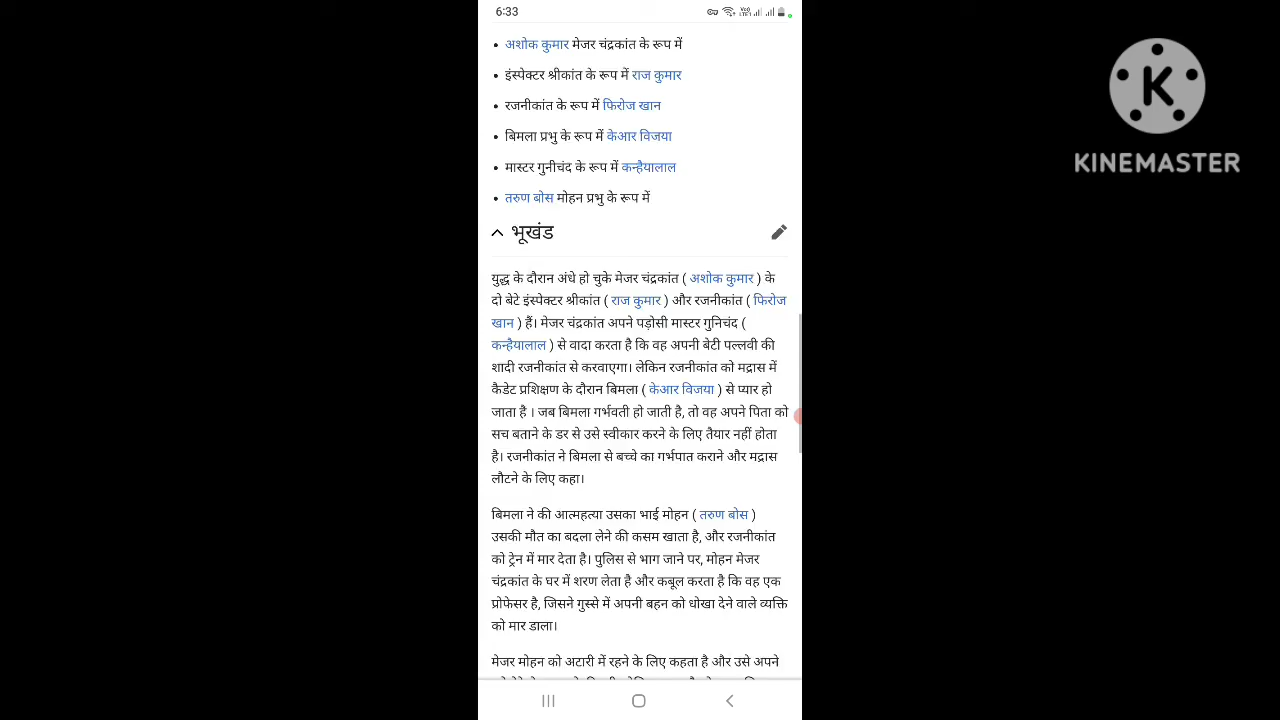 6:33
अशोक कुमार मेजर चंद्रकांत के रूप में
इंस्पेक्टर श्रीकांत के रूप में राज कुमार
रजनीकांत के रूप में फिरोज खान
बिमला प्रभु के रूप में केआर विजया
मास्टर गुनीचंद के रूप में कन्हैयालाल
तरुण बोस मोहन प्रभु के रूप में
भूखंड
युद्ध के दौरान अंधे हो चुके मेजर चंद्रकांत ( अशोक कुमार ) के
दो बेटे इंस्पेक्टर श्रीकांत ( राज कुमार ) और रजनीकांत ( फिरोज
खान ) हैं। मेजर चंद्रकांत अपने पड़ोसी मास्टर गुनिचंद (
कन्हैयालाल ) से वादा करता है कि वह अपनी बेटी पल्लवी की
शादी रजनीकांत से करवाएगा। लेकिन रजनीकांत को मद्रास में
कैडेट प्रशिक्षण के दौरान बिमला ( केआर विजया ) से प्यार हो
जाता है । जब बिमला गर्भवती हो जाती है, तो वह अपने पिता को
सच बताने के डर से उसे स्वीकार करने के लिए तैयार नहीं होता
है। रजनीकांत ने बिमला से बच्चे का गर्भपात कराने और मद्रास
लौटने के लिए कहा।
बिमला ने की आत्महत्या उसका भाई मोहन ( तरुण बोस )
उसकी मौत का बदला लेने की कसम खाता है, और रजनीकांत
को ट्रेन में मार देता है। पुलिस से भाग जाने पर, मोहन मेजर
चंद्रकांत के घर में शरण लेता है और कबूल करता है कि वह एक
प्रोफेसर है, जिसने गुस्से में अपनी बहन को धोखा देने वाले व्यक्ति
को मार डाला।
मेजर मोहन को अटारी में रहने के लिए कहता है और उसे अपने
K
KINEMASTER